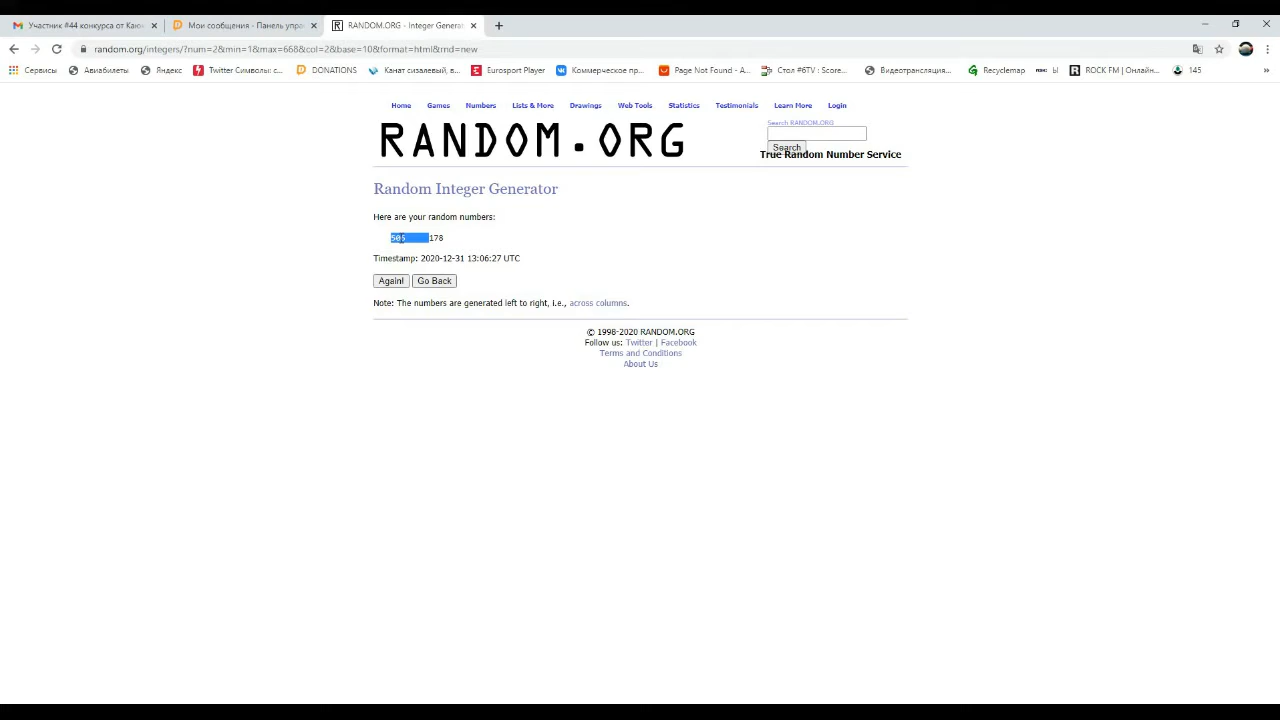 Участник #44 конкурса от Каю
Мои сообщения - Панель упра
RANDOM.ORG - Integer Genera
random.org/integers/?num=2&min=1&max=668&col=2&base=10&format=html&rnd=new
Сервисы Авиабилеты Яндекс Twitter Символы: с... DONATIONS Канат сизалевый, в... Eurosport Player Коммерческое пр... Page Not Found - A... Стол #6TV : Score... Видеотрансляция... Recyclemap Ы ROCK FM | Онлайн... 145
Home Games Numbers Lists & More Drawings Web Tools Statistics Testimonials Learn More Login
RANDOM.ORG
Search RANDOM.ORG
Search
True Random Number Service
Random Integer Generator
Here are your random numbers:
505 178
Timestamp: 2020-12-31 13:06:27 UTC
Again! Go Back
Note: The numbers are generated left to right, i.e., across columns.
© 1998-2020 RANDOM.ORG
Follow us: Twitter | Facebook
Terms and Conditions
About Us